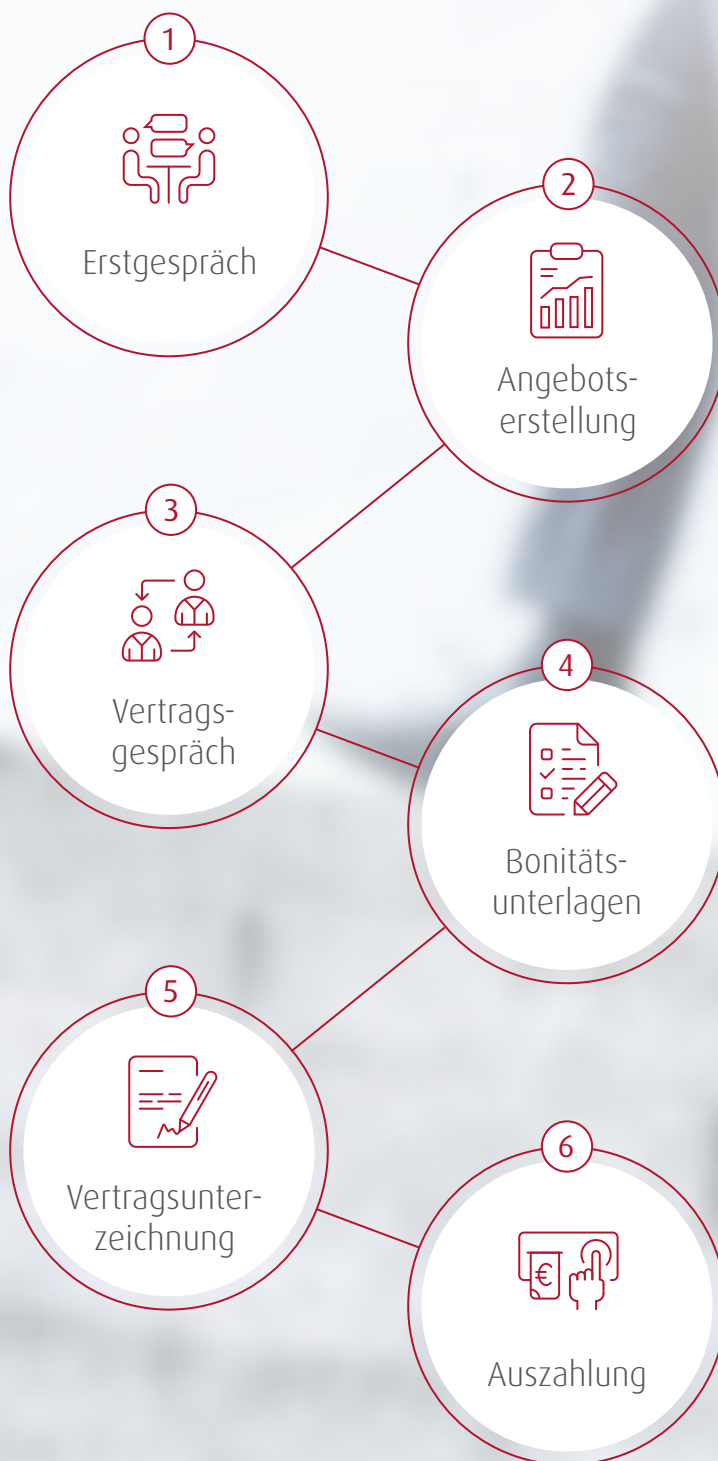 1
Erstgespräch
2
Angebots-
erstellung
3
Vertrags-
gespräch
4
Bonitäts-
unterlagen
5
Vertragsunter-
zeichnung
6
€
Auszahlung